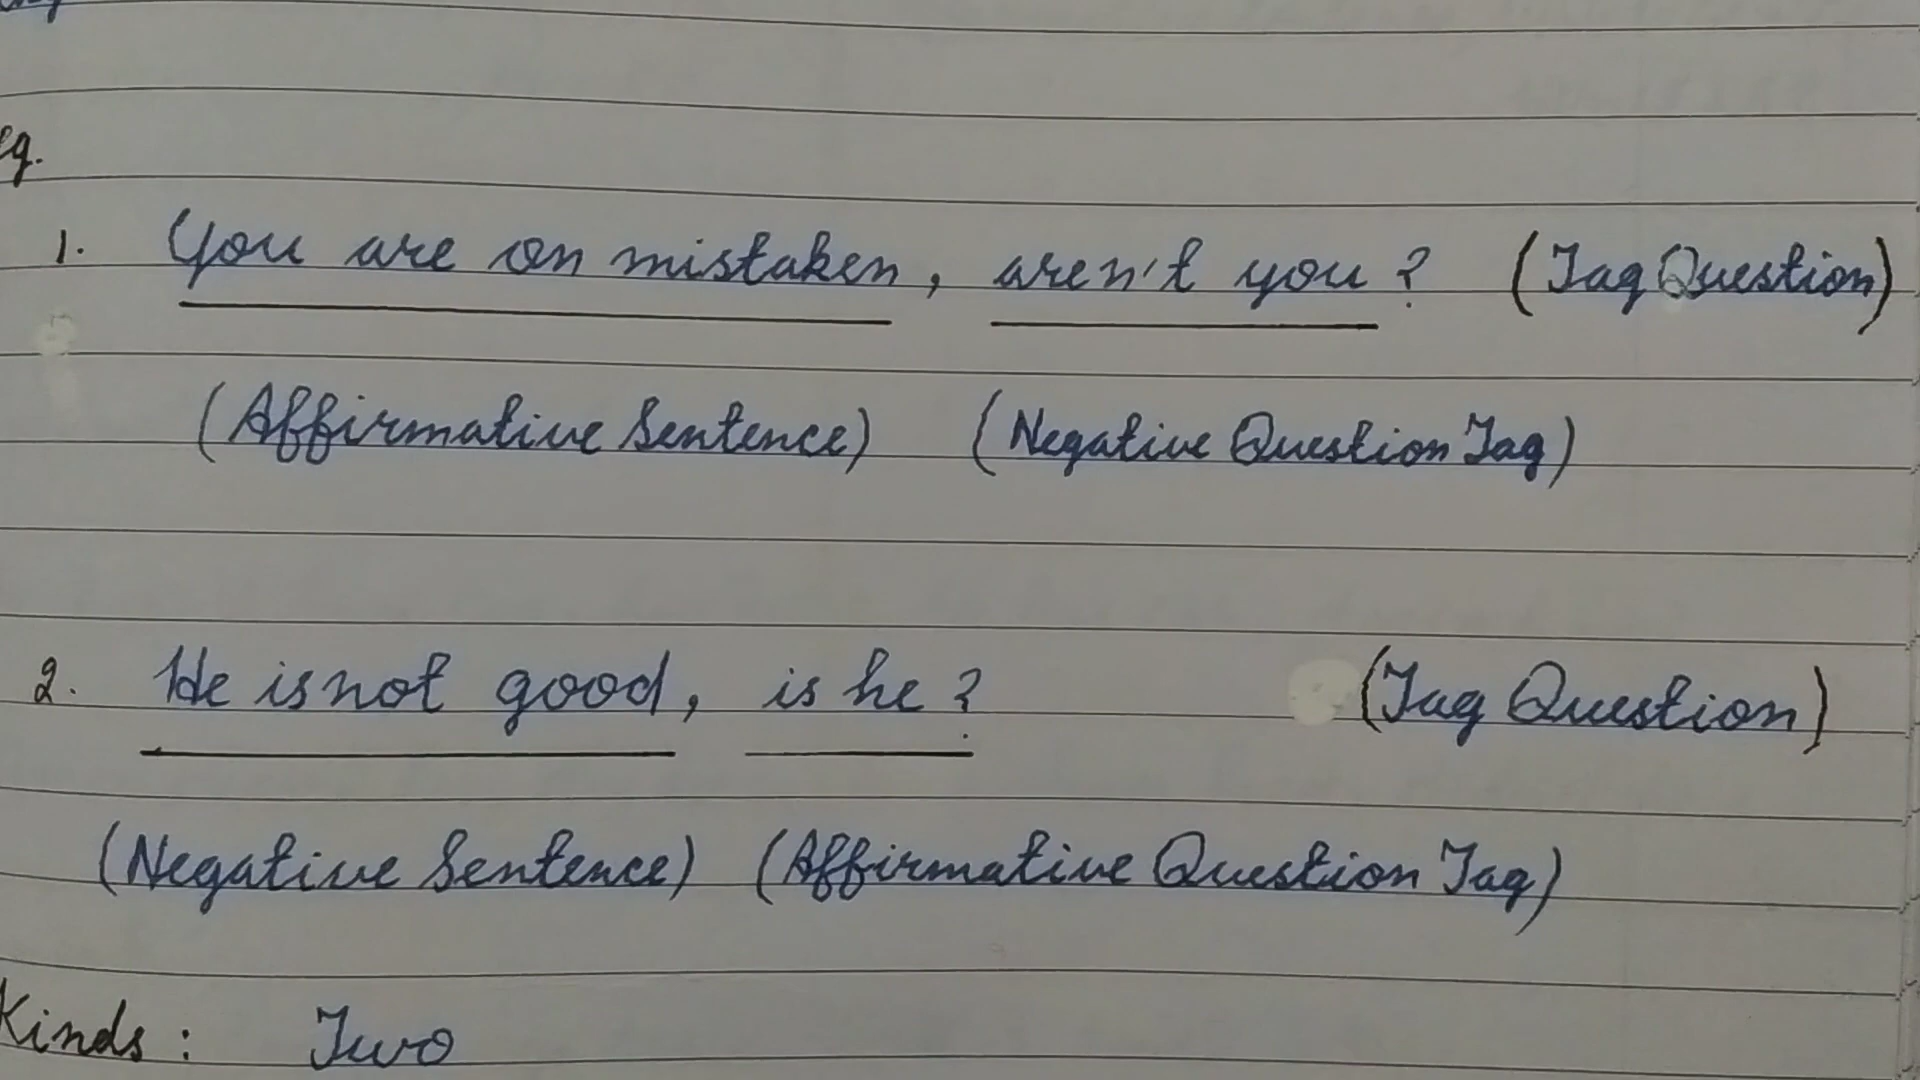 eg.
1. You are on mistaken, aren't you? (Tag Question)
(Affirmative Sentence) (Negative Question Tag)
2. He is not good, is he? (Tag Question)
(Negative Sentence) (Affirmative Question Tag)
Kinds: Two